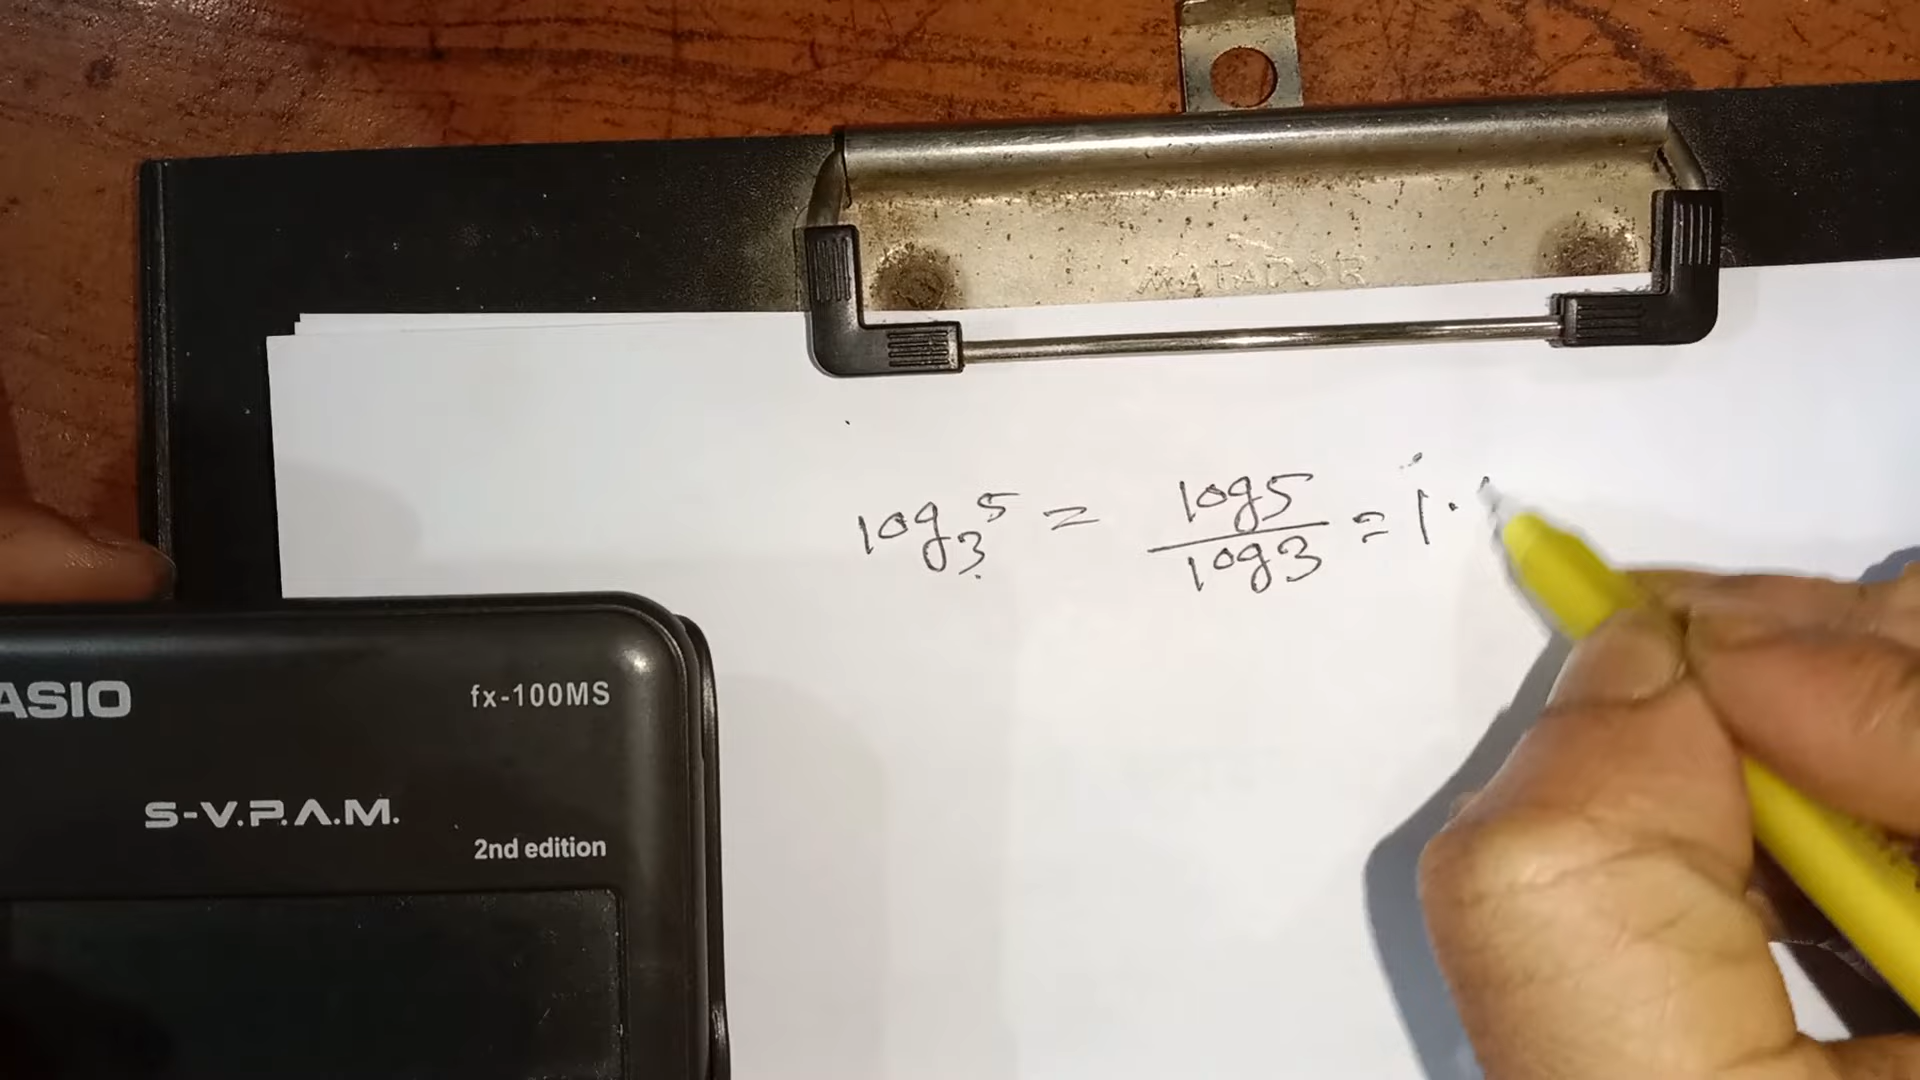 MATADOR
log₃5 = log5/log3 = 1.
ASIO
fx-100MS
S-V.P.A.M.
2nd edition